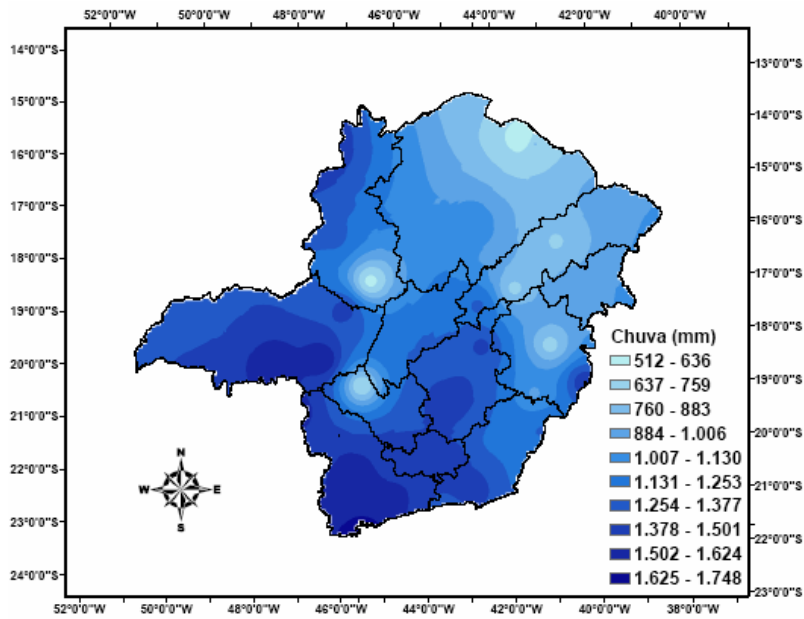 52°0'0"W 50°0'0"W 48°0'0"W 46°0'0"W 44°0'0"W 42°0'0"W 40°0'0"W
14°0'0"S
15°0'0"S
16°0'0"S
17°0'0"S
18°0'0"S
19°0'0"S
20°0'0"S
21°0'0"S
22°0'0"S
23°0'0"S
24°0'0"S
13°0'0"S
14°0'0"S
15°0'0"S
16°0'0"S
17°0'0"S
18°0'0"S
19°0'0"S
20°0'0"S
21°0'0"S
22°0'0"S
23°0'0"S
Chuva (mm)
512 - 636
637 - 759
760 - 883
884 - 1.006
1.007 - 1.130
1.131 - 1.253
1.254 - 1.377
1.378 - 1.501
1.502 - 1.624
1.625 - 1.748
N
W E
S
52°0'0"W 50°0'0"W 48°0'0"W 46°0'0"W 44°0'0"W 42°0'0"W 40°0'0"W 38°0'0"W